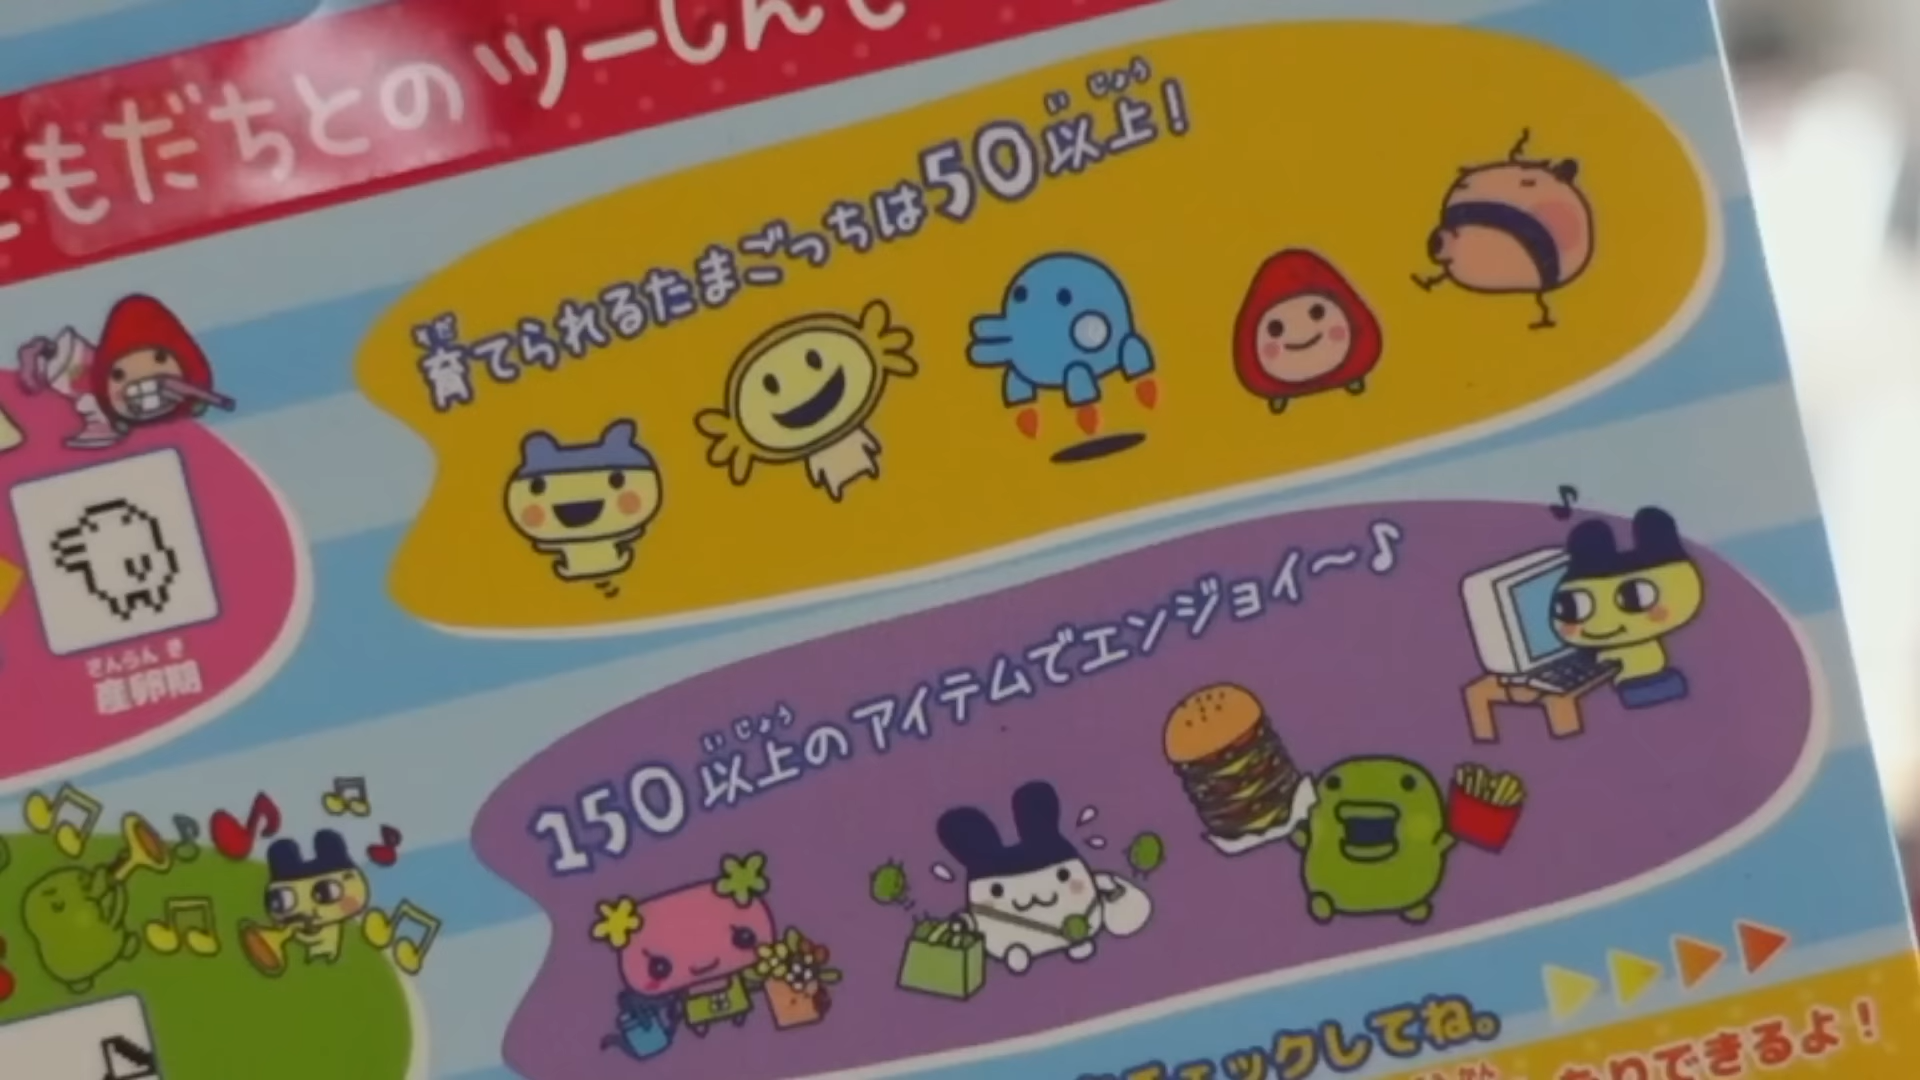 ともだちとのツーしんで
そだ
育てられるたまごっちは50以上!
いじょう
さんらんき
産卵期
いじょう
150以上のアイテムでエンジョイ〜♪
チェックしてね。
できるよ!